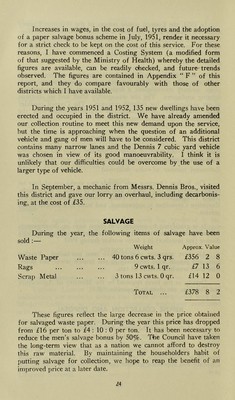 Increases in wages, in the cost of fuel, tyres and the adoption
of a paper salvage bonus scheme in July, 1951, render it necessary
for a strict check to be kept on the cost of this service. For these
reasons, I have commenced a Costing System (a modified form
of that suggested by the Ministry of Health) whereby the detailed
figures are available, can be readily checked, and future trends
observed. The figures are contained in Appendix "F" of this
report, and they do compare favourably with those of other
districts which I have available.
During the years 1951 and 1952, 135 new dwellings have been
erected and occupied in the district. We have already amended
our collection routine to meet this new demand upon the service,
but the time is approaching when the question of an additional
vehicle and gang of men will have to be considered. This district
contains many narrow lanes and the Dennis 7 cubic yard vehicle
was chosen in view of its good manoeuvrability. I think it is
unlikely that our difficulties could be overcome by the use of a
larger type of vehicle.
In September, a mechanic from Messrs. Dennis Bros., visited
this district and gave our lorry an overhaul, including decarbonis-
ing, at the cost of £35.
SALVAGE
During the year, the following items of salvage have been
sold :—
Weight Approx. Value
Waste Paper ... ... 40 tons 6 cwts. 3 qrs. £356 2 8
Rags ... ... ... 9 cwts. 1 qr. £7 13 6
Scrap Metal ... ... 3 tons 13 cwts. 0 qr. £14 12 0
TOTAL ... £378 8 2
These figures reflect the large decrease in the price obtained
for salvaged waste paper. During the year this price has dropped
from £16 per ton to £4 : 10 : 0 per ton. It has been necessary to
reduce the men's salvage bonus by 50%. The Council have taken
the long-term view that as a nation we cannot afford to destroy
this raw material. By maintaining the householders habit of
putting salvage for collection, we hope to reap the benefit of an
improved price at a later date.
24